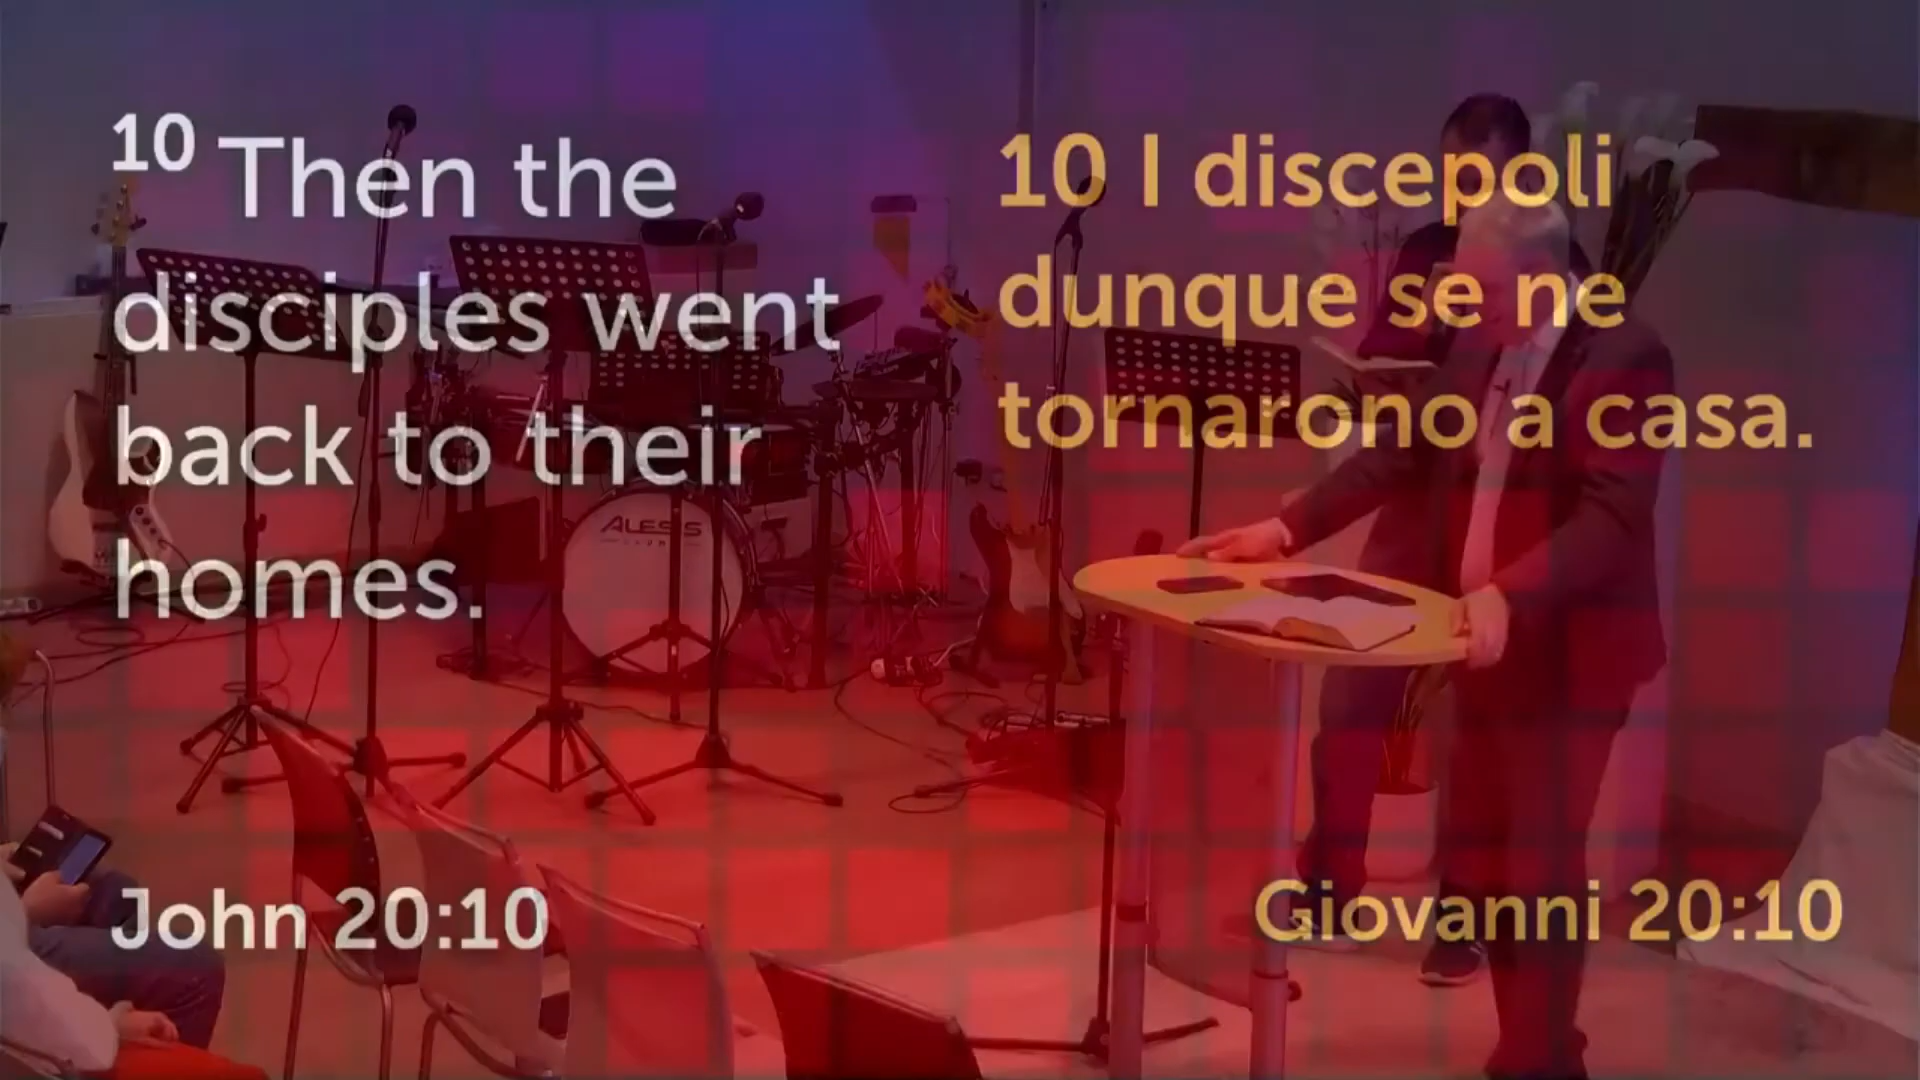 10 Then the
disciples went
back to their
homes.
John 20:10
10 I discepoli
dunque se ne
tornarono a casa.
Giovanni 20:10
ALESIS